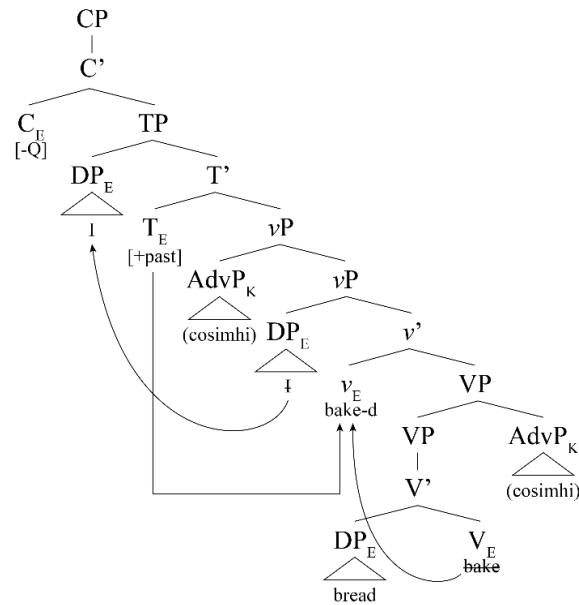 CP
C’
C_E TP
[-Q]
DP_E T’
I T_E vP
[+past]
AdvP_K vP
(cosimhi) DP_E v’
I v_E VP
bake-d
VP AdvP_K
V’ (cosimhi)
DP_E V_E
bake
bread